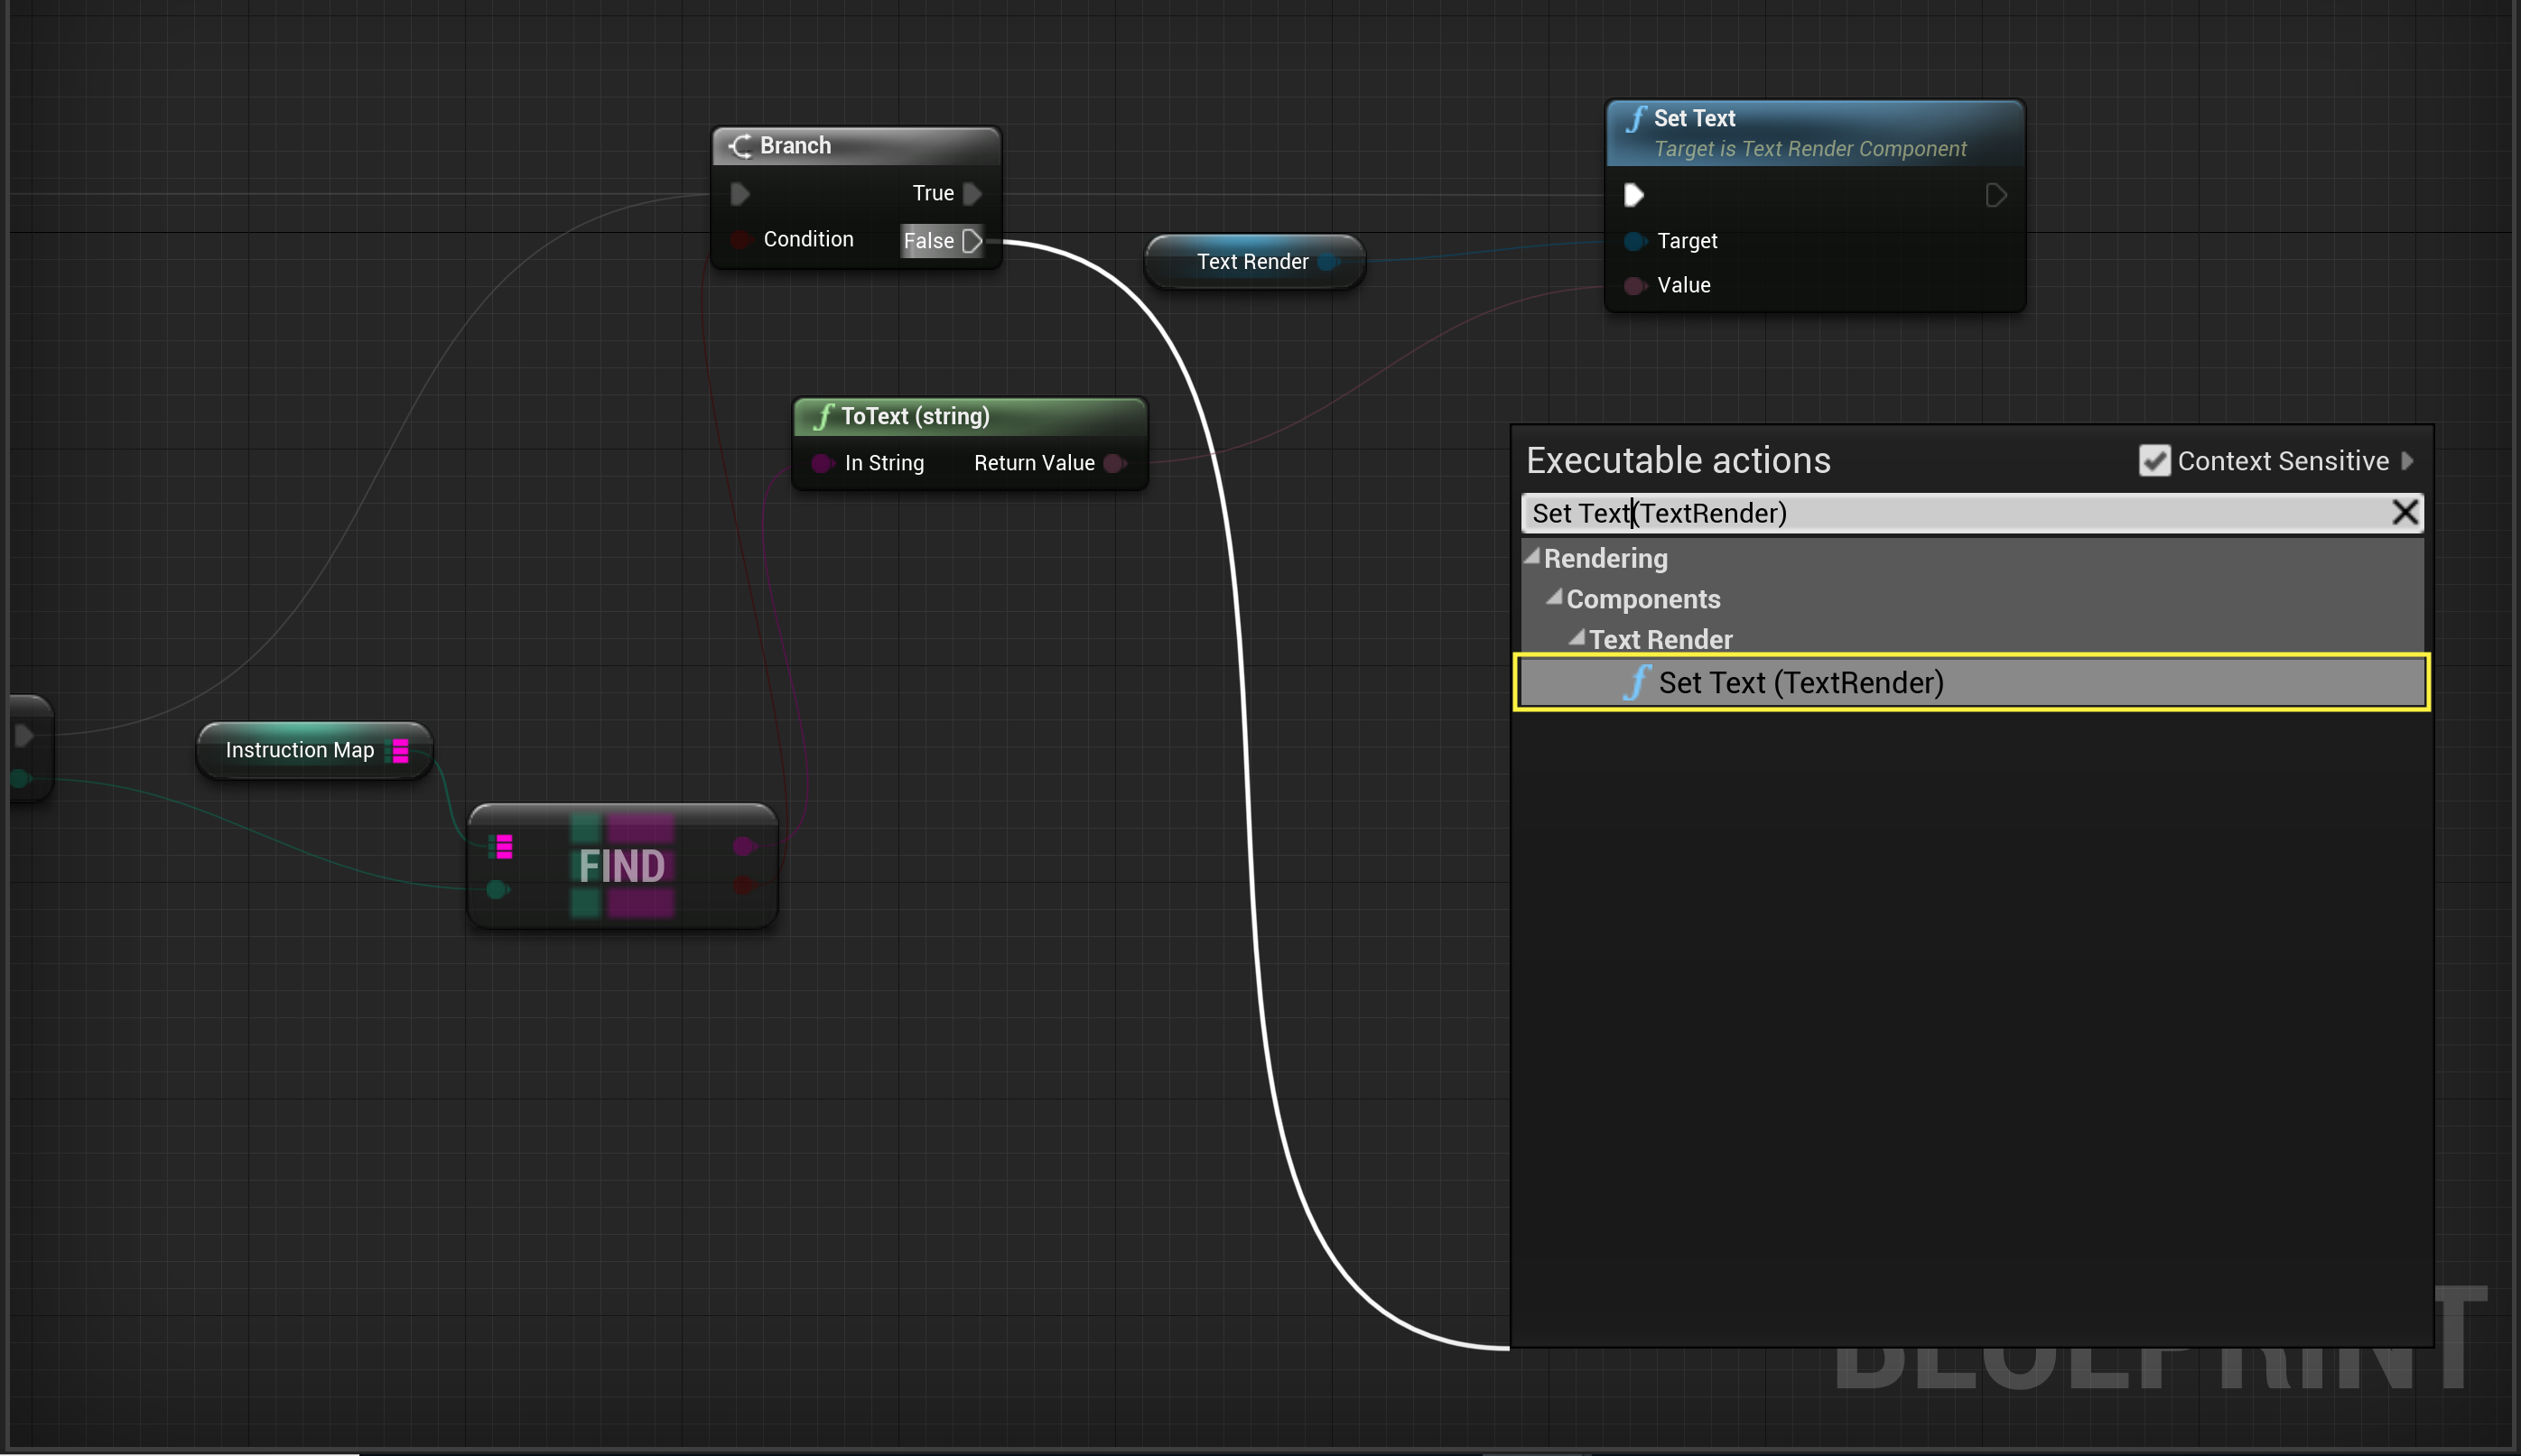 Set Text
Target is Text Render Component
Branch
True
Condition
False
Target
Text Render
Value
ToText (string)
In String
Return Value
Executable actions
Context Sensitive
Set Text(TextRender)
Rendering
Components
Text Render
Set Text (TextRender)
Instruction Map
FIND
BLUEPRINT